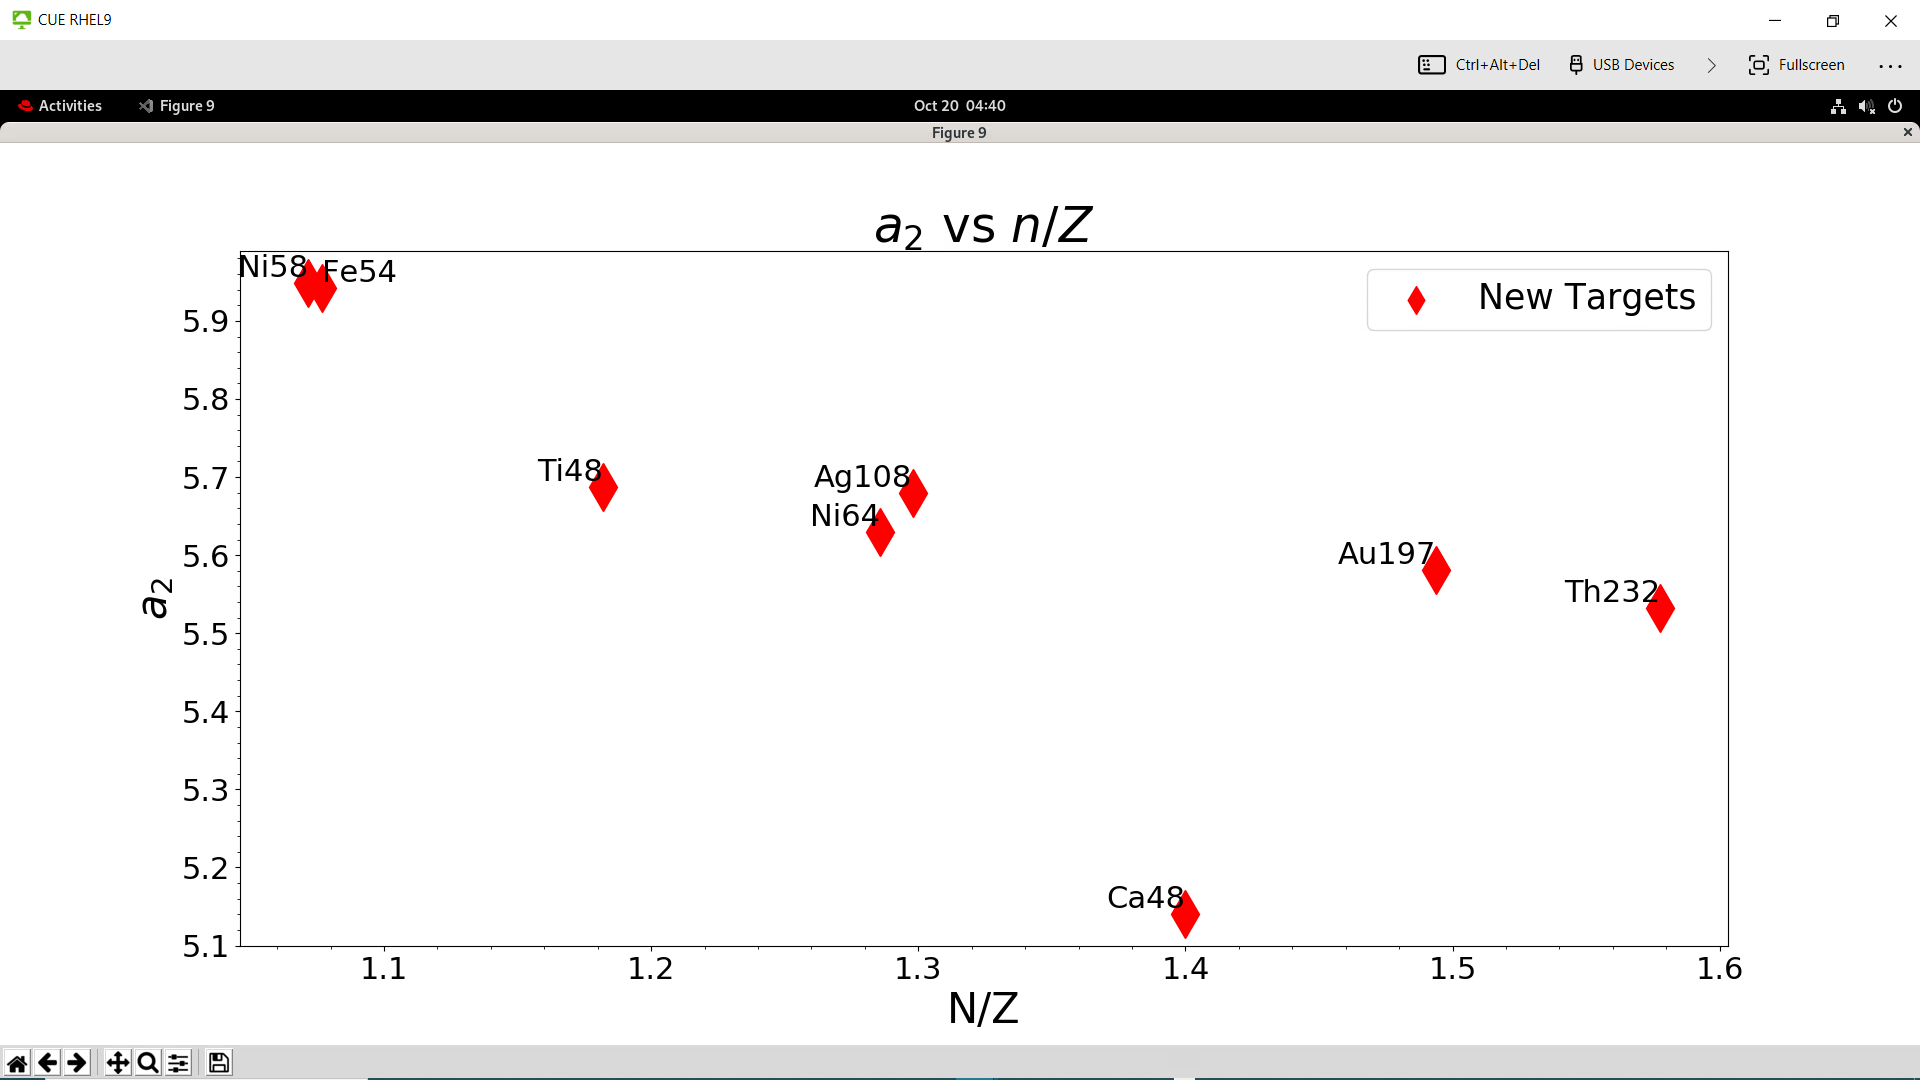 CUE RHEL9
Ctrl+Alt+Del USB Devices Fullscreen
Activities Figure 9 Oct 20 04:40
Figure 9
a₂ vs n/Z
Ni58 Fe54
New Targets
5.9
5.8
Ti48 Ag108
5.7
Ni64
5.6 Au197
Th232
a₂
5.5
5.4
5.3
5.2
Ca48
5.1
1.1 1.2 1.3 1.4 1.5 1.6
N/Z